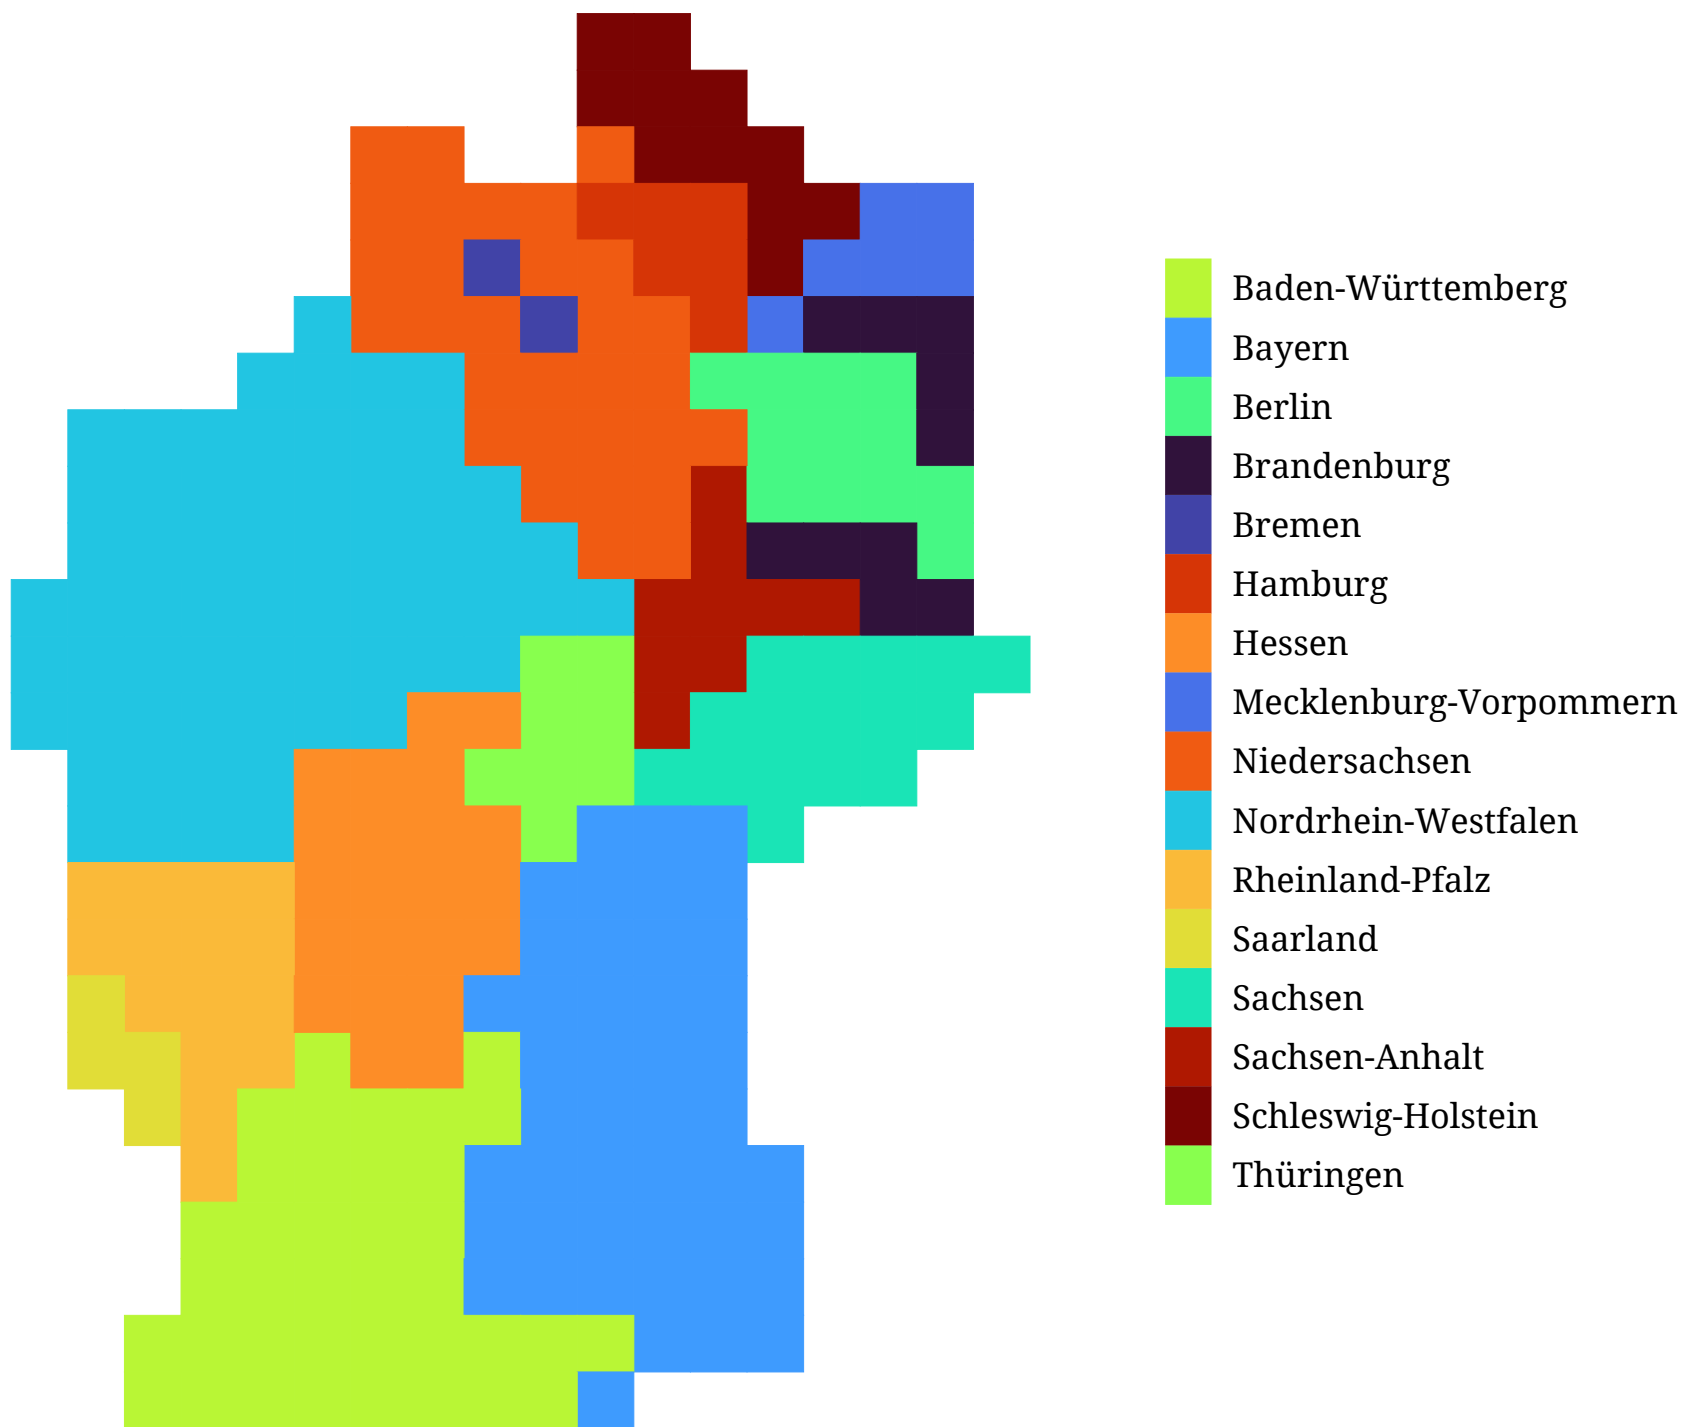 Baden-Württemberg
Bayern
Berlin
Brandenburg
Bremen
Hamburg
Hessen
Mecklenburg-Vorpommern
Niedersachsen
Nordrhein-Westfalen
Rheinland-Pfalz
Saarland
Sachsen
Sachsen-Anhalt
Schleswig-Holstein
Thüringen